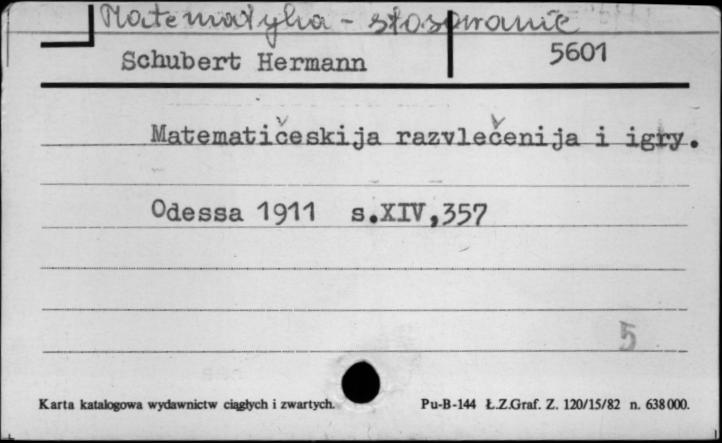 Matematyka - stosowanie
Schubert Hermann 5601
Matematičeskija razvlečenija i igry.
Odessa 1911 s.XIV,357
5
Karta katalogowa wydawnictw ciągłych i zwartych. Pu-B-144 Ł.Z.Graf. Z. 120/15/82 n. 638000.